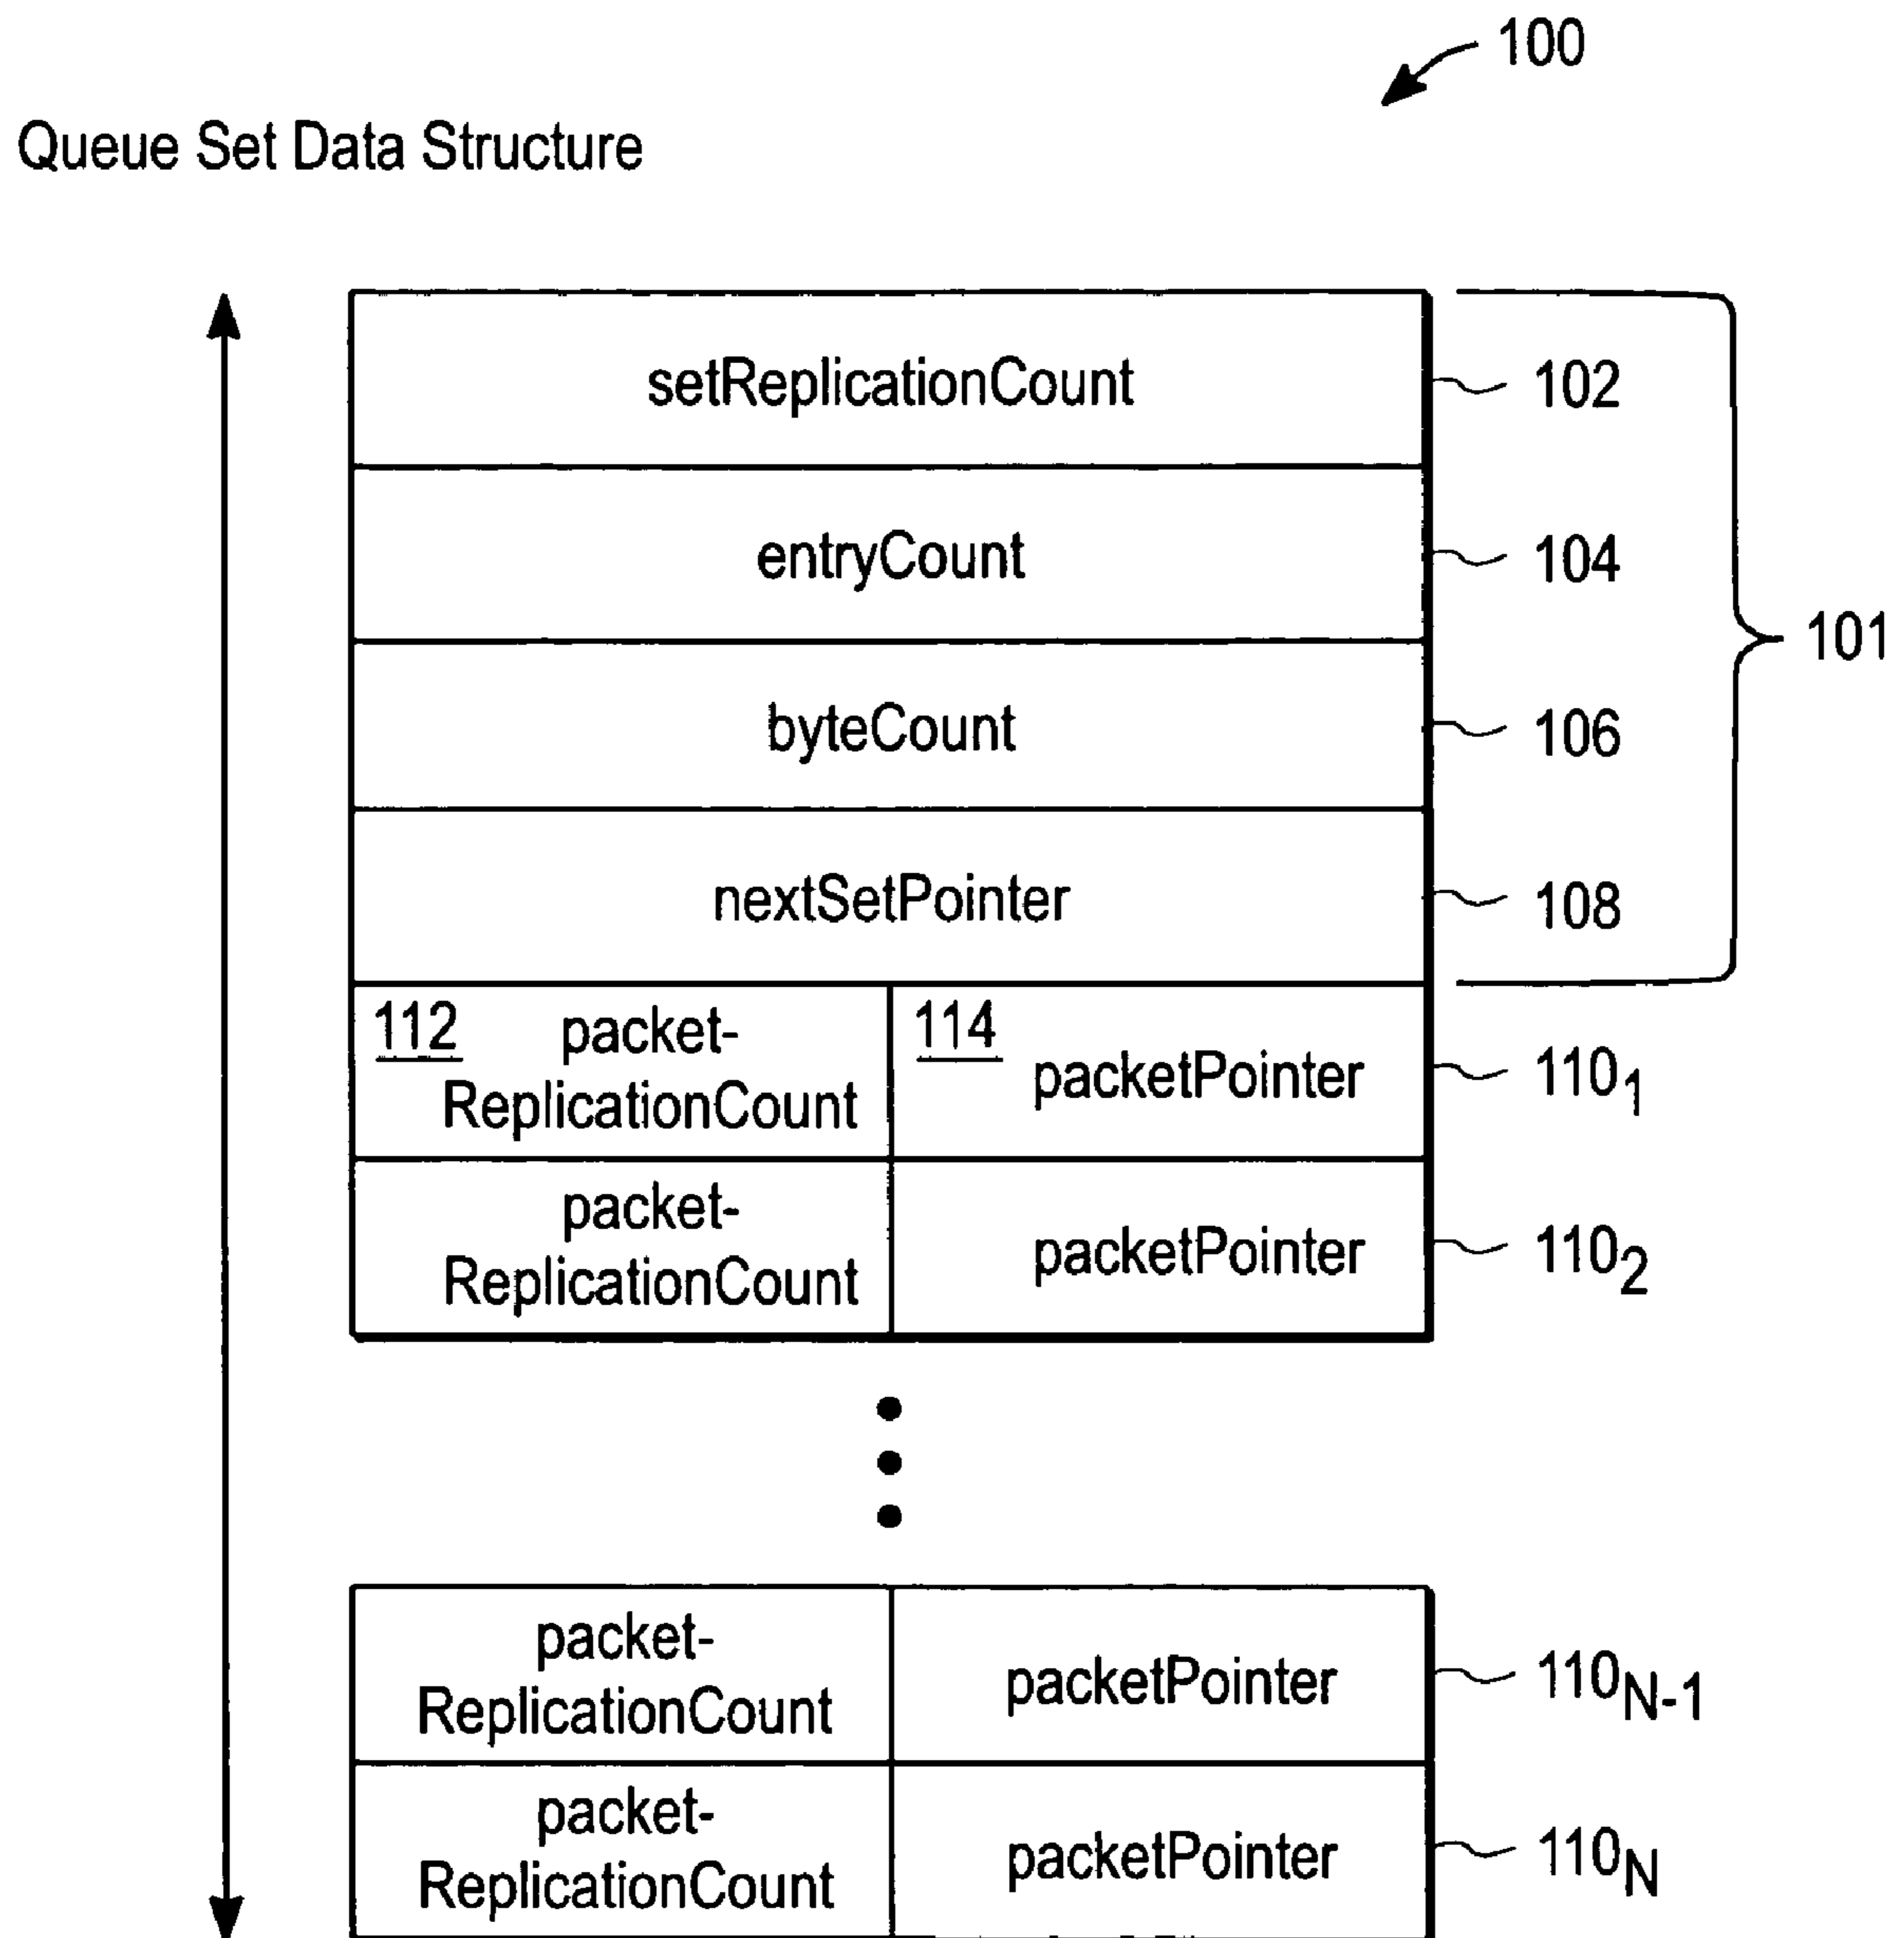 100
Queue Set Data Structure
setReplicationCount
102
entryCount
104
101
byteCount
106
nextSetPointer
108
112 packet-
ReplicationCount
114
packetPointer
110₁
packet-
ReplicationCount
packetPointer
110₂
packet-
ReplicationCount
packetPointer
110N-1
packet-
ReplicationCount
packetPointer
110N